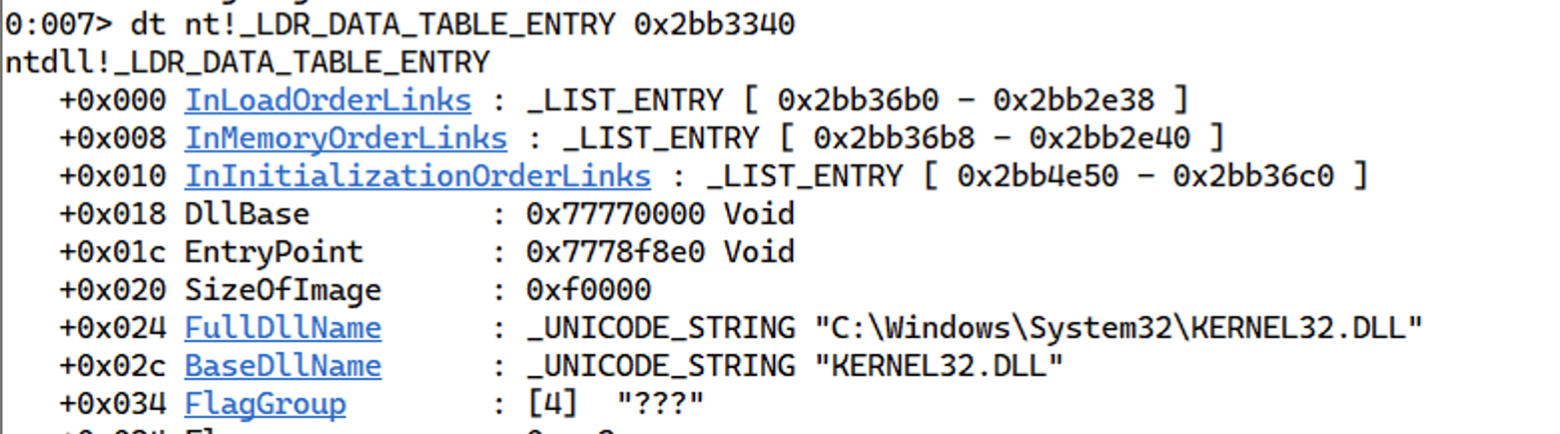 0:007> dt nt!_LDR_DATA_TABLE_ENTRY 0x2bb3340
ntdll!_LDR_DATA_TABLE_ENTRY
   +0x000 InLoadOrderLinks : _LIST_ENTRY [ 0x2bb36b0 - 0x2bb2e38 ]
   +0x008 InMemoryOrderLinks : _LIST_ENTRY [ 0x2bb36b8 - 0x2bb2e40 ]
   +0x010 InInitializationOrderLinks : _LIST_ENTRY [ 0x2bb4e50 - 0x2bb36c0 ]
   +0x018 DllBase          : 0x77770000 Void
   +0x01c EntryPoint       : 0x7778f8e0 Void
   +0x020 SizeOfImage      : 0xf0000
   +0x024 FullDllName      : _UNICODE_STRING "C:\Windows\System32\KERNEL32.DLL"
   +0x02c BaseDllName      : _UNICODE_STRING "KERNEL32.DLL"
   +0x034 FlagGroup        : [4]  "???"